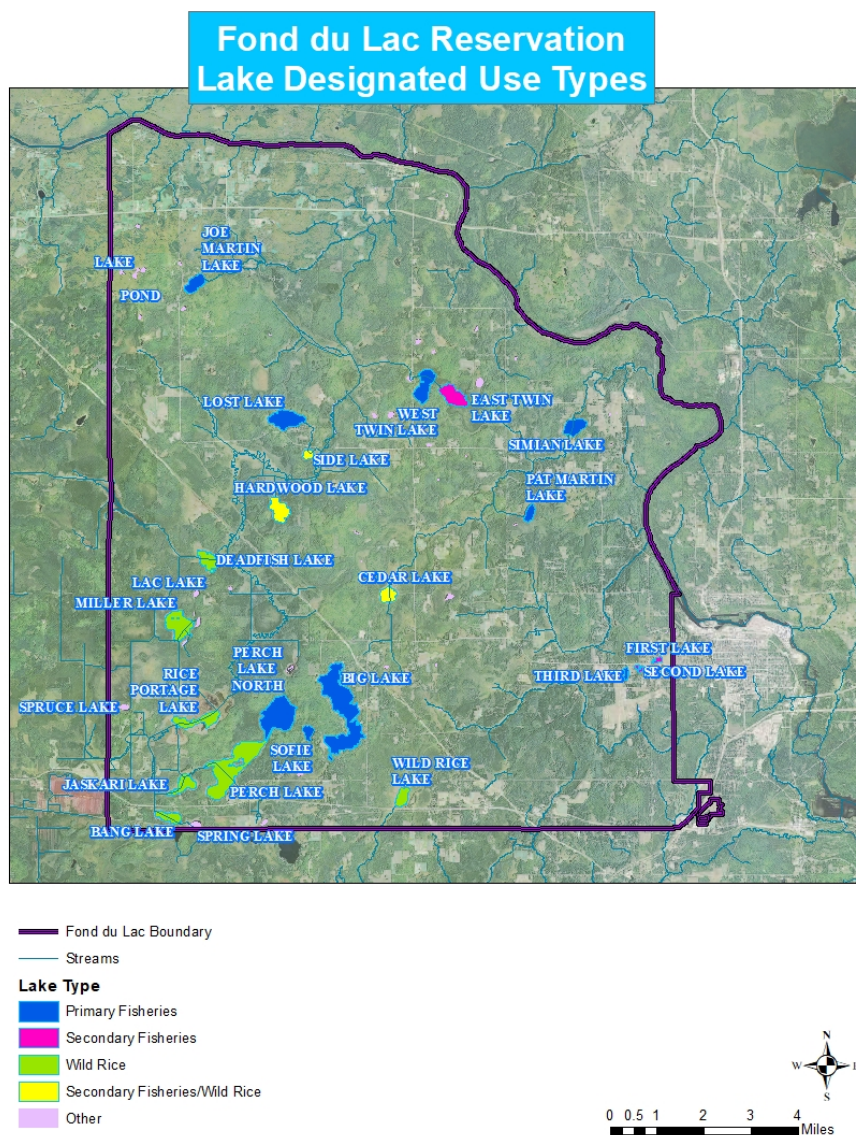 Fond du Lac Reservation
Lake Designated Use Types
JOE
MARTIN
LAKE
LAKE
POND
LOST LAKE
WEST
TWIN LAKE
EAST TWIN
LAKE
SIMIAN LAKE
SIDE LAKE
HARDWOOD LAKE
PAT MARTIN
LAKE
DEADFISH LAKE
LAC LAKE
CEDAR LAKE
MILLER LAKE
FIRST LAKE
SECOND LAKE
THIRD LAKE
PERCH
LAKE
NORTH
BIG LAKE
RICE
PORTAGE
LAKE
SPRUCE LAKE
SOFIE
LAKE
WILD RICE
LAKE
JASKARI LAKE
PERCH LAKE
BANG LAKE
SPRING LAKE
Fond du Lac Boundary
Streams
Lake Type
Primary Fisheries
Secondary Fisheries
Wild Rice
Secondary Fisheries/Wild Rice
Other
N
W E
S
0 0.5 1 2 3 4
Miles